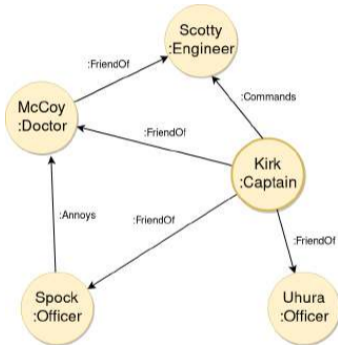 Scotty
:Engineer
:FriendOf
:Commands
McCoy
:Doctor
:FriendOf
Kirk
:Captain
:Annoys
:FriendOf
:FriendOf
Spock
:Officer
Uhura
:Officer